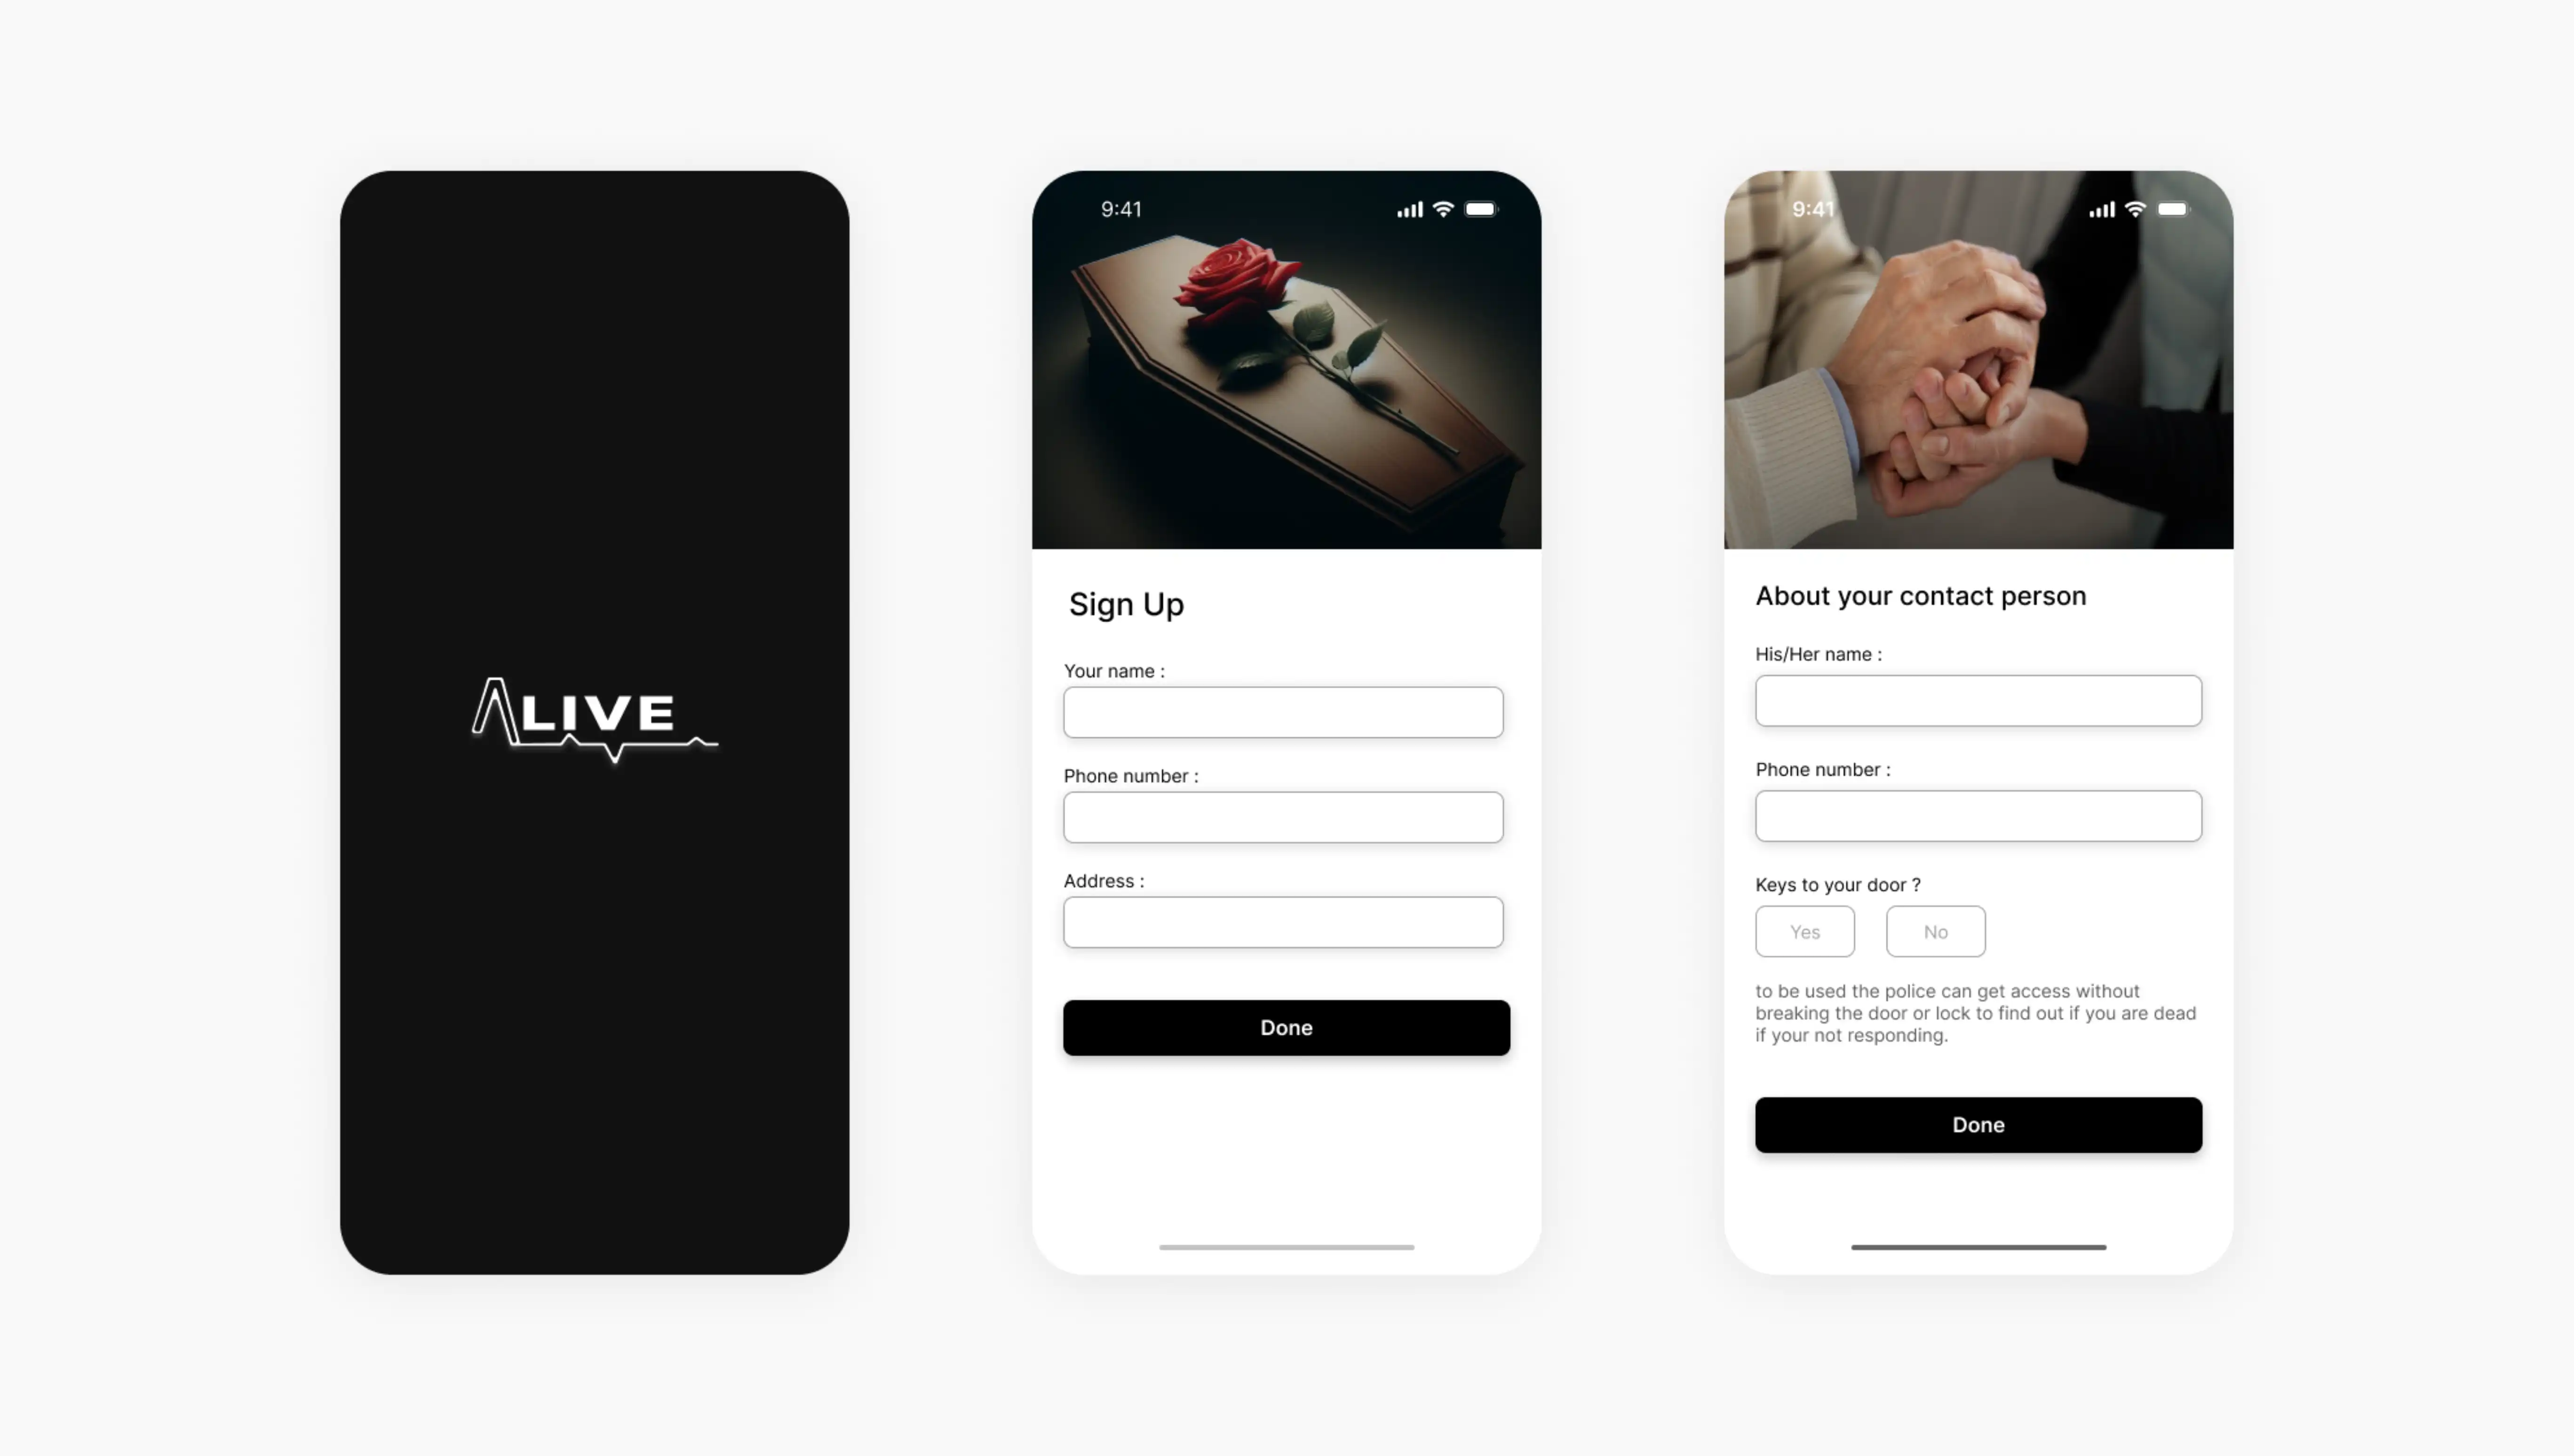 ALIVE
9:41
Sign Up
Your name :
Phone number :
Address :
Done
9:41
About your contact person
His/Her name :
Phone number :
Keys to your door ?
Yes No
to be used the police can get access without
breaking the door or lock to find out if you are dead
if your not responding.
Done